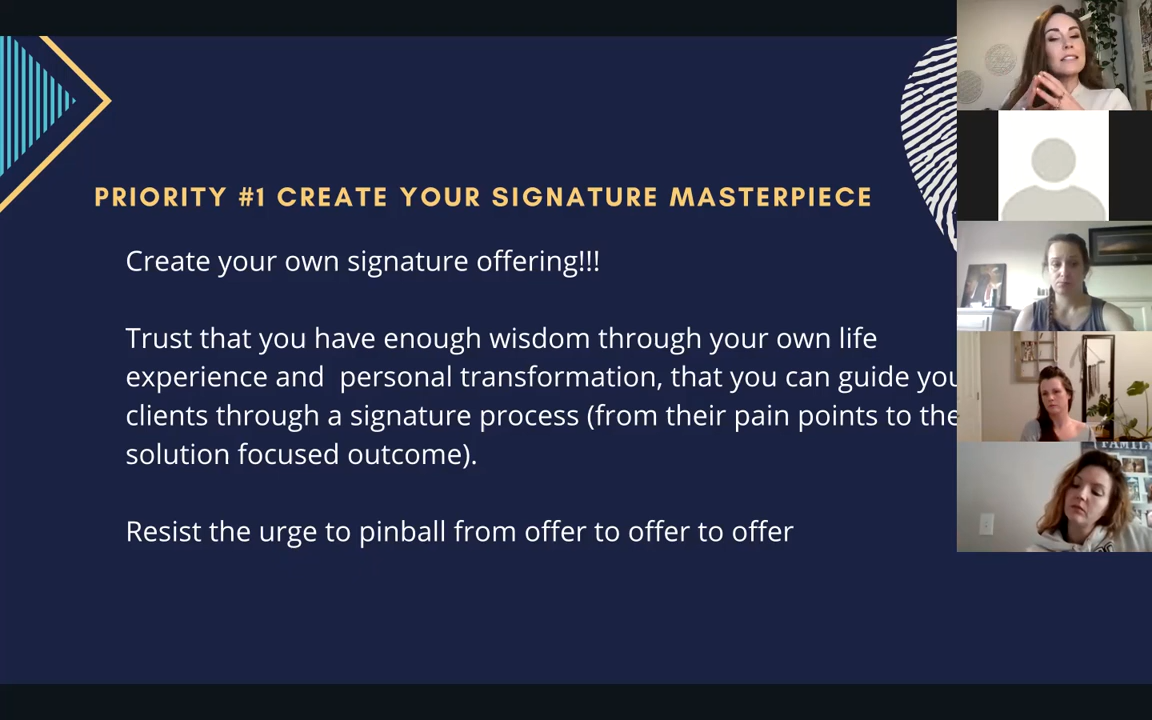 PRIORITY #1 CREATE YOUR SIGNATURE MASTERPIECE
Create your own signature offering!!!
Trust that you have enough wisdom through your own life
experience and personal transformation, that you can guide you
clients through a signature process (from their pain points to the
solution focused outcome).
Resist the urge to pinball from offer to offer to offer
FAMIL